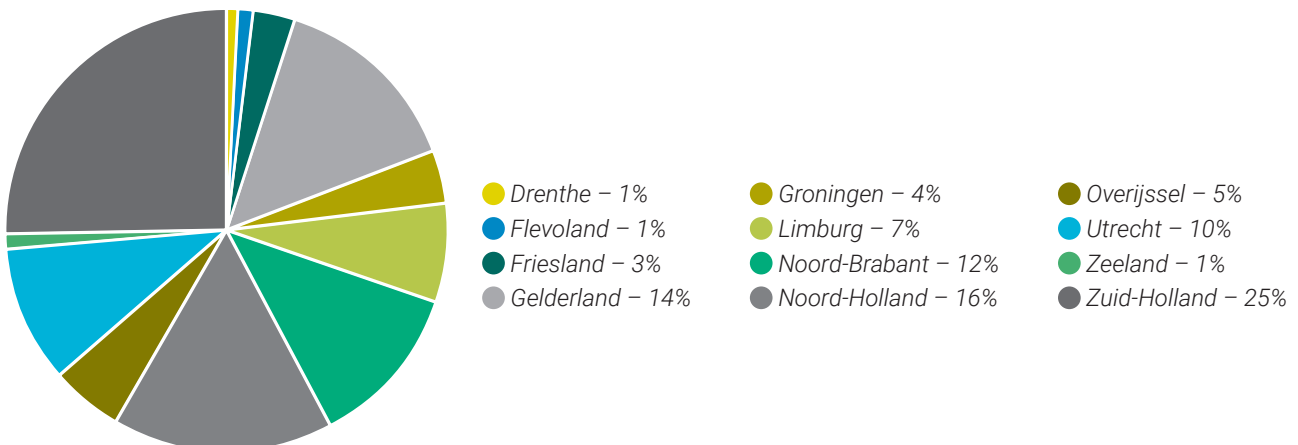 Drenthe – 1%
Flevoland – 1%
Friesland – 3%
Gelderland – 14%
Groningen – 4%
Limburg – 7%
Noord-Brabant – 12%
Noord-Holland – 16%
Overijssel – 5%
Utrecht – 10%
Zeeland – 1%
Zuid-Holland – 25%